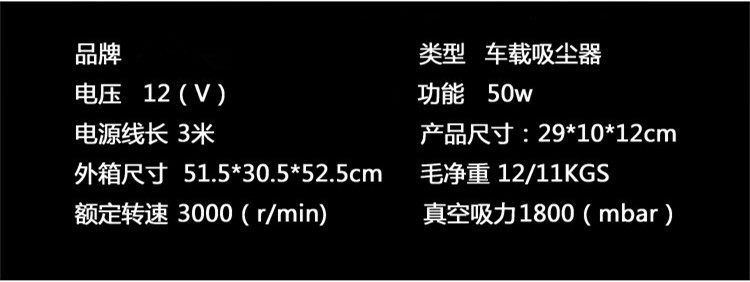 品牌 类型 车载吸尘器
电压 12（V） 功能 50w
电源线长 3米 产品尺寸：29*10*12cm
外箱尺寸 51.5*30.5*52.5cm 毛净重 12/11KGS
额定转速 3000（r/min) 真空吸力1800（mbar）